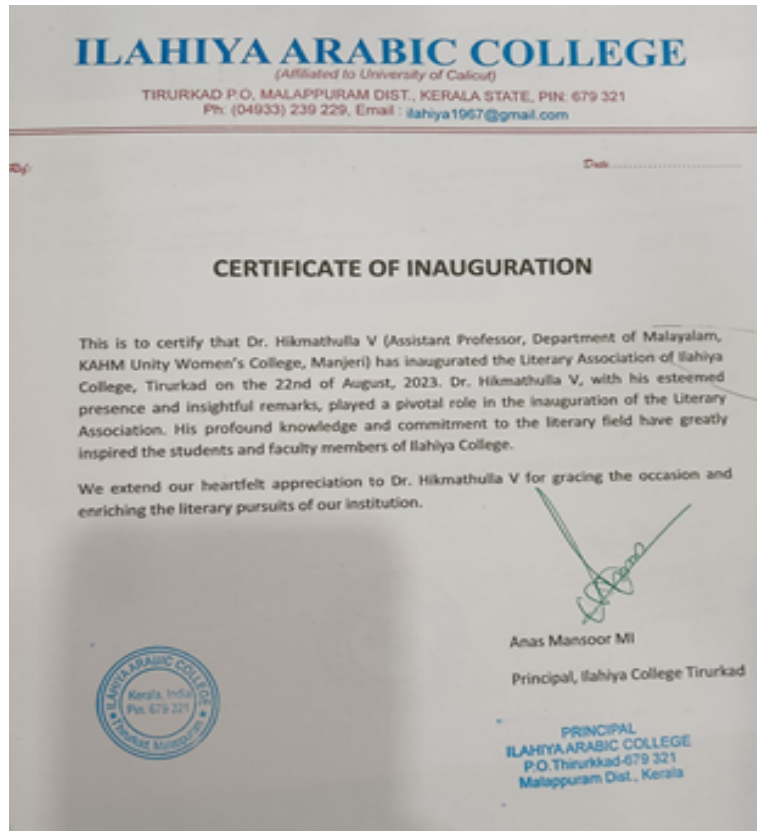 ILAHIYA ARABIC COLLEGE
(Affiliated to University of Calicut)
TIRURKAD P.O, MALAPPURAM DIST., KERALA STATE, PIN: 679 321
Ph: (04933) 239 229, Email : ilahiya1967@gmail.com
Ref: Date
CERTIFICATE OF INAUGURATION
This is to certify that Dr. Hikmathulla V (Assistant Professor, Department of Malayalam,
KAHM Unity Women's College, Manjeri) has inaugurated the Literary Association of Ilahiya
College, Tirurkad on the 22nd of August, 2023. Dr. Hikmathulla V, with his esteemed
presence and insightful remarks, played a pivotal role in the inauguration of the Literary
Association. His profound knowledge and commitment to the literary field have greatly
inspired the students and faculty members of Ilahiya College.
We extend our heartfelt appreciation to Dr. Hikmathulla V for gracing the occasion and
enriching the literary pursuits of our institution.
Anas Mansoor MI
Principal, Ilahiya College Tirurkad
ILAHIYA ARABIC COLLEGE
Kerala, India
Pin. 679 321
Thirurkad, Malappuram
PRINCIPAL
ILAHIYA ARABIC COLLEGE
P.O.Thirurkkad-679 321
Malappuram Dist., Kerala